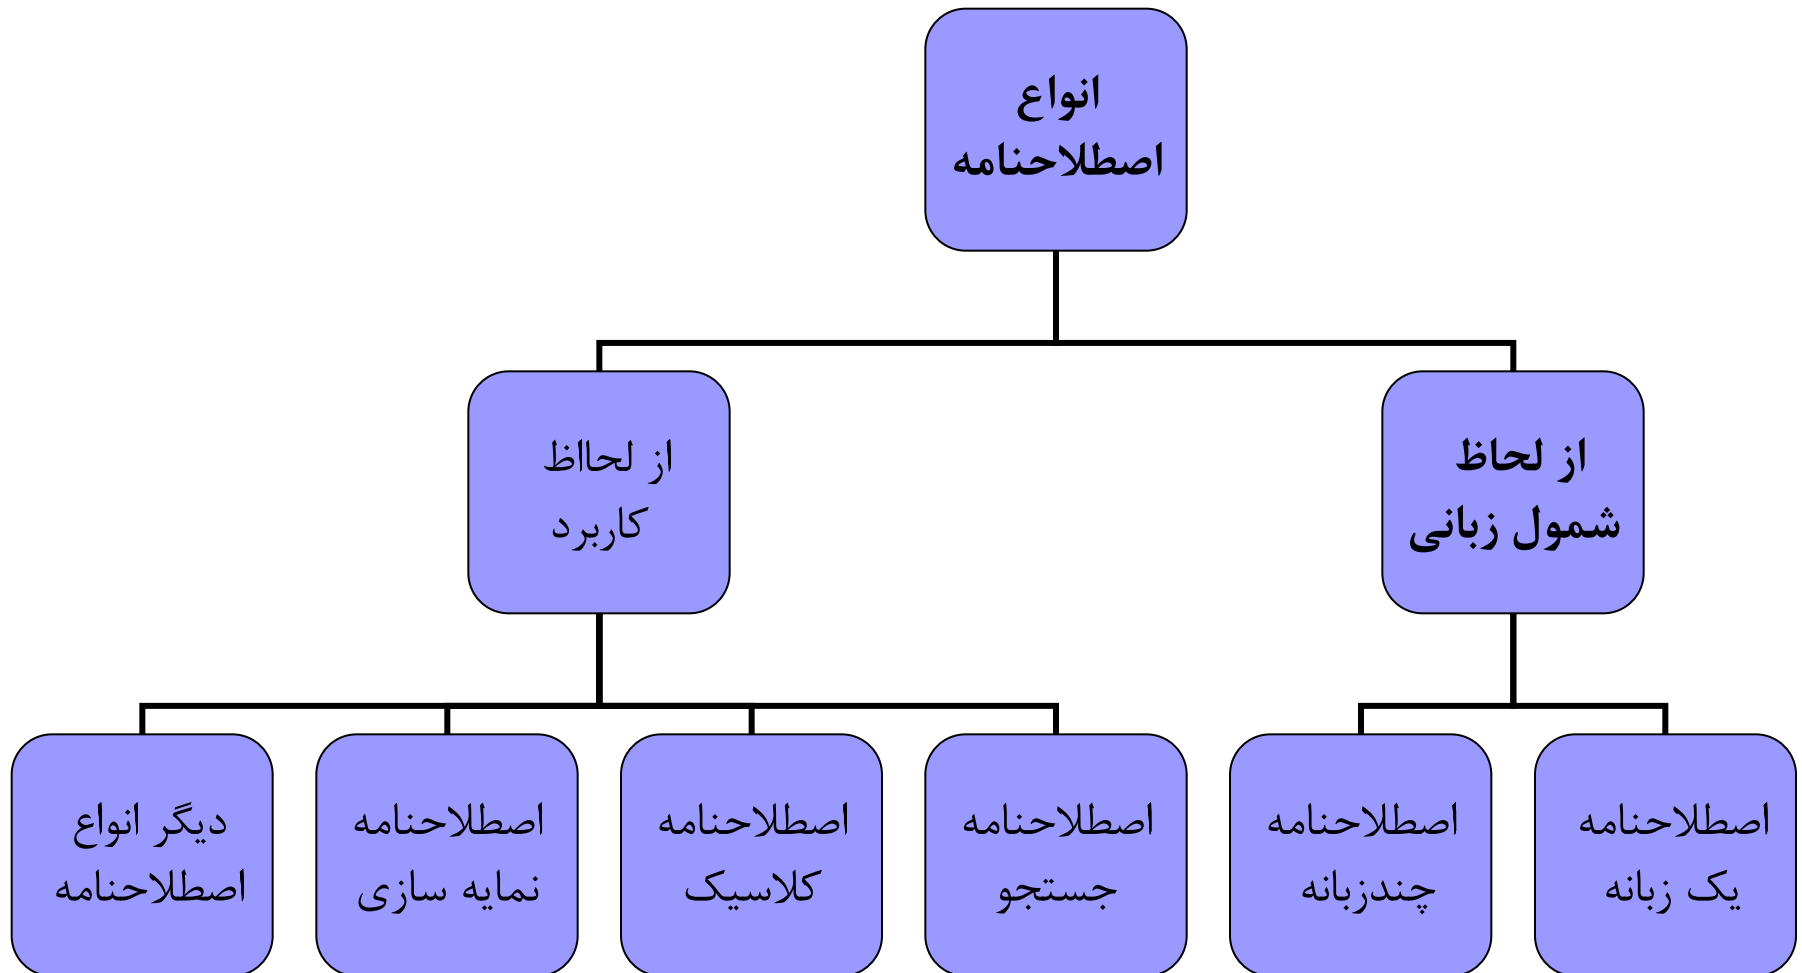 انواع
اصطلاحنامه
از لحاظ
شمول زبانی
از لحااظ
کاربرد
اصطلاحنامه
یک زبانه
اصطلاحنامه
چندزبانه
اصطلاحنامه
جستجو
اصطلاحنامه
کلاسیک
اصطلاحنامه
نمایه سازی
دیگر انواع
اصطلاحنامه